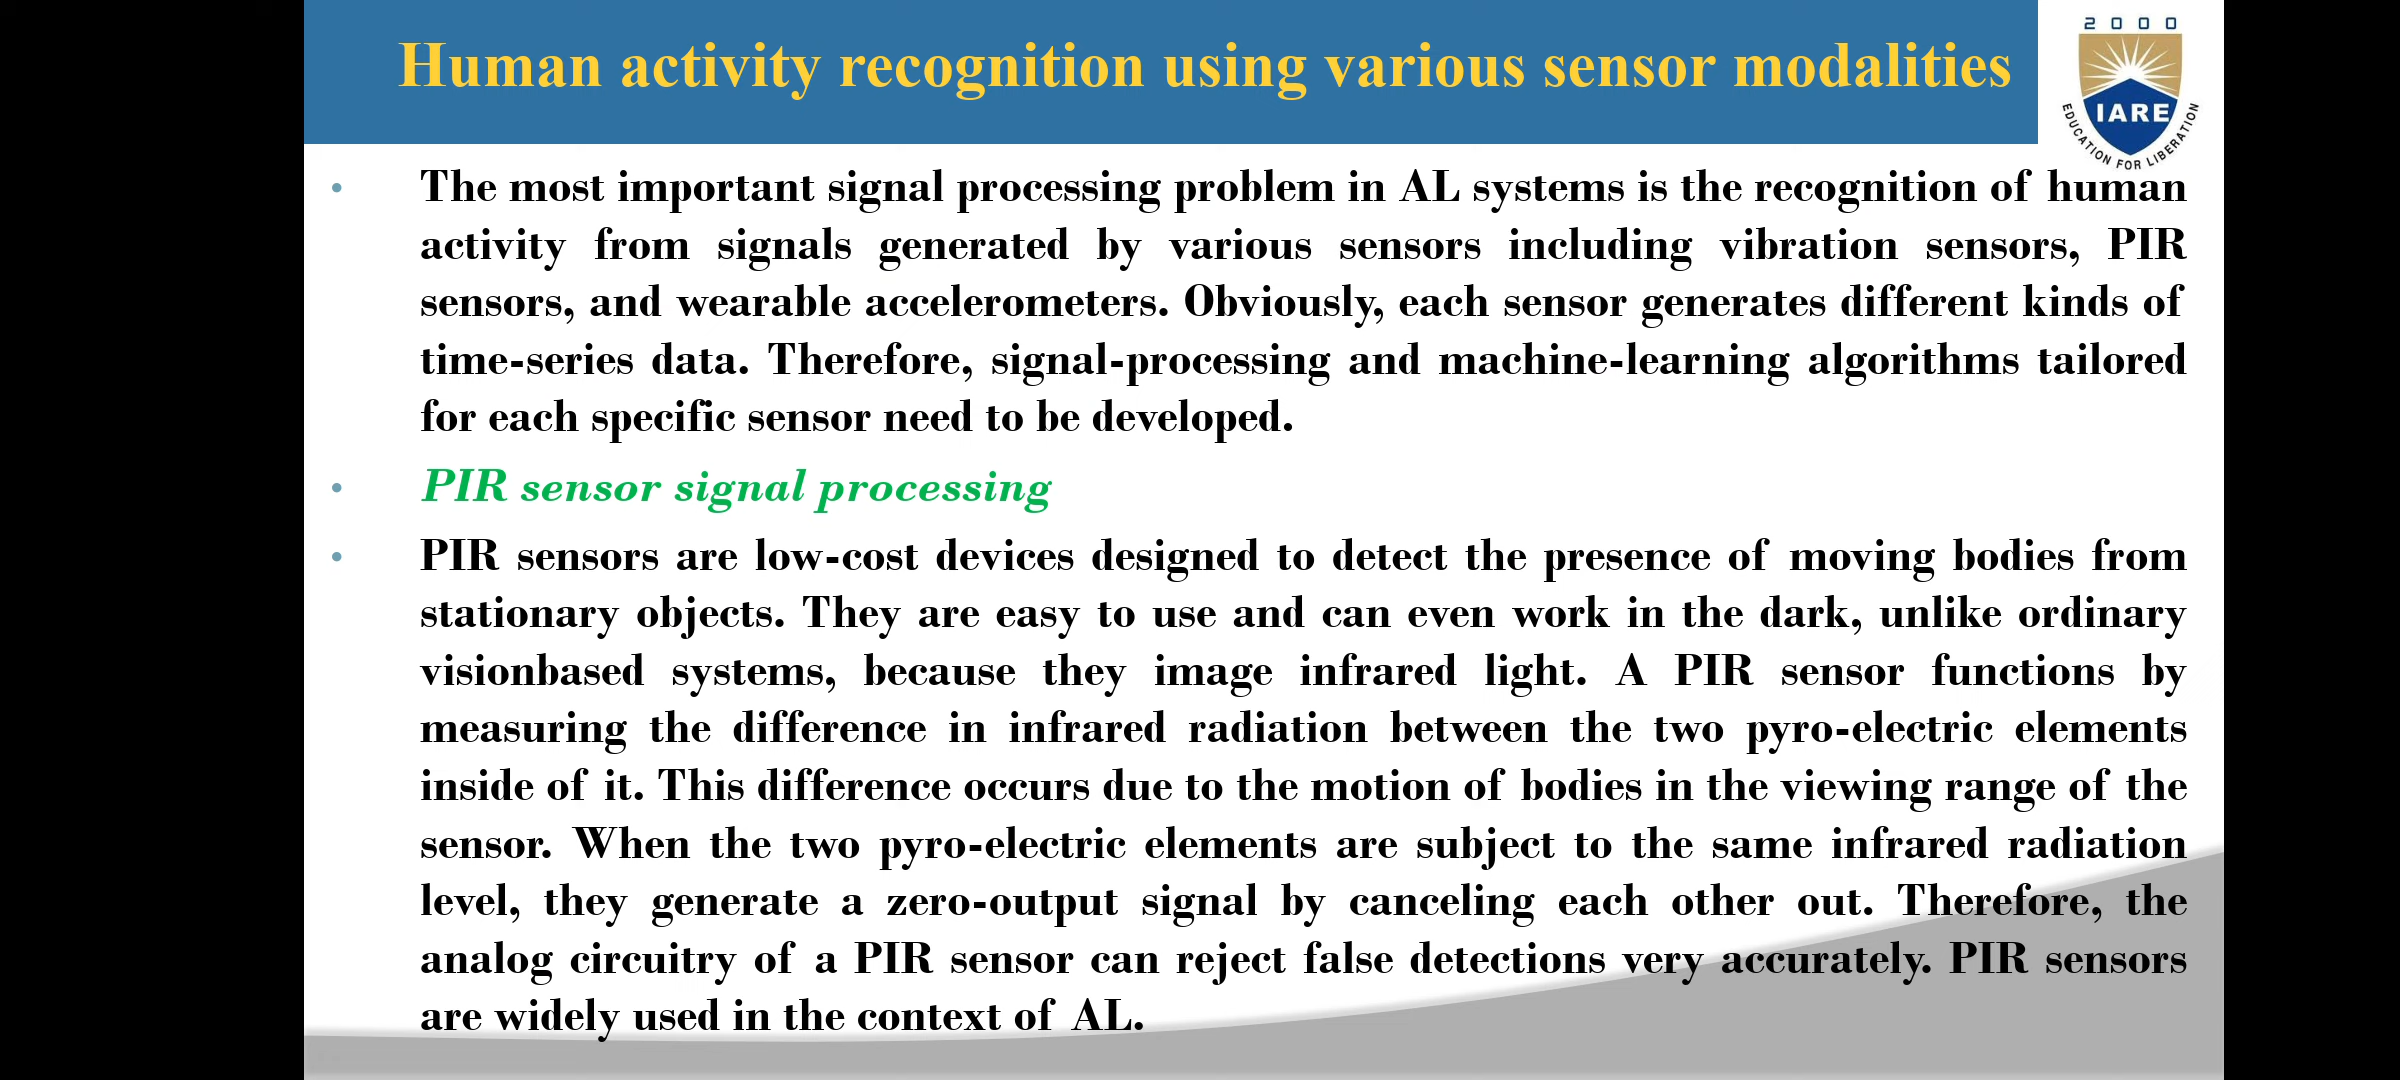 Human activity recognition using various sensor modalities
2 0 0 0
IARE
EDUCATION FOR LIBERATION
• The most important signal processing problem in AL systems is the recognition of human
activity from signals generated by various sensors including vibration sensors, PIR
sensors, and wearable accelerometers. Obviously, each sensor generates different kinds of
time-series data. Therefore, signal-processing and machine-learning algorithms tailored
for each specific sensor need to be developed.
• PIR sensor signal processing
• PIR sensors are low-cost devices designed to detect the presence of moving bodies from
stationary objects. They are easy to use and can even work in the dark, unlike ordinary
visionbased systems, because they image infrared light. A PIR sensor functions by
measuring the difference in infrared radiation between the two pyro-electric elements
inside of it. This difference occurs due to the motion of bodies in the viewing range of the
sensor. When the two pyro-electric elements are subject to the same infrared radiation
level, they generate a zero-output signal by canceling each other out. Therefore, the
analog circuitry of a PIR sensor can reject false detections very accurately. PIR sensors
are widely used in the context of AL.